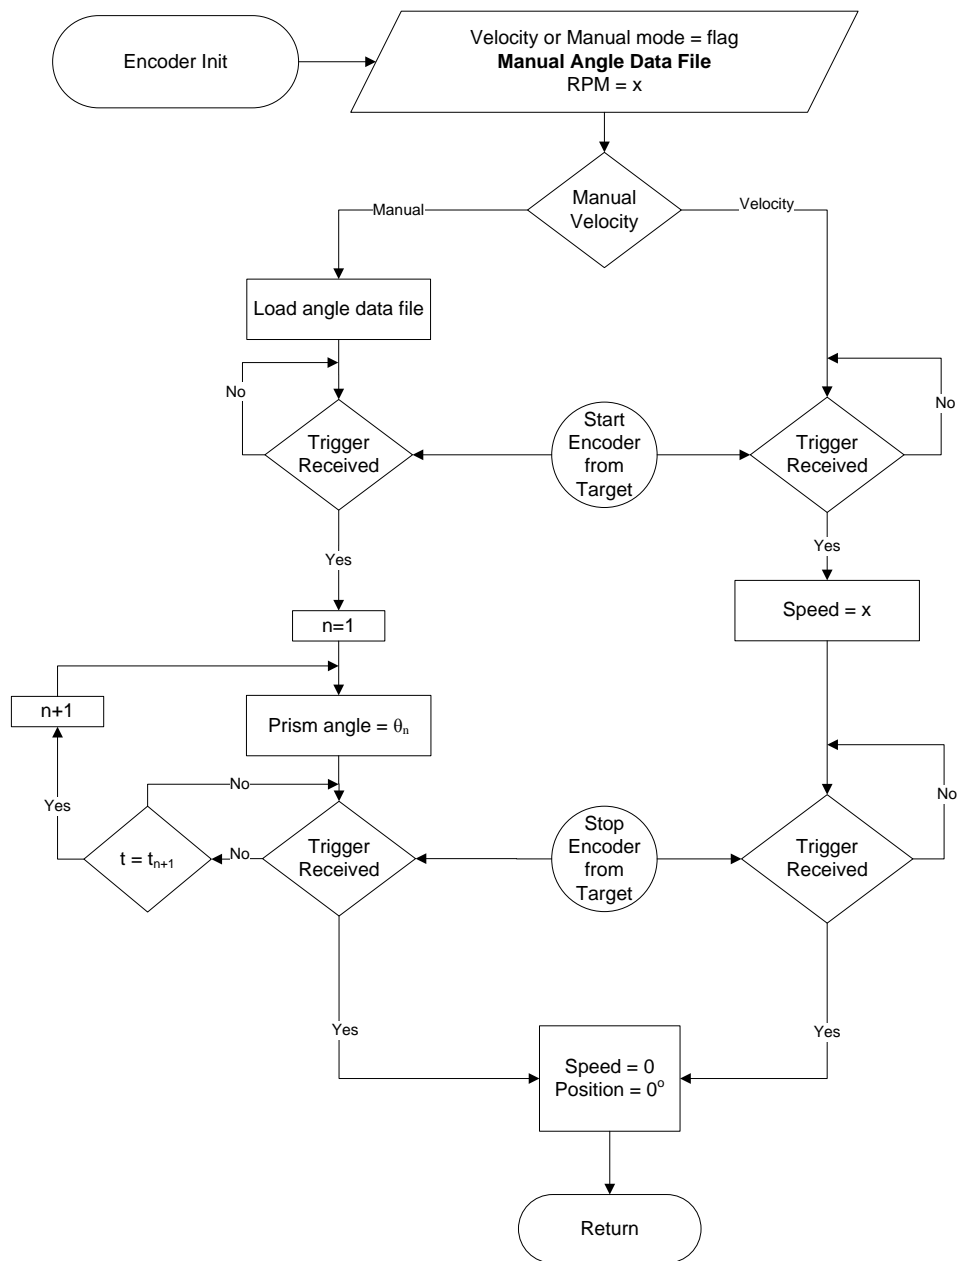 Encoder Init
Velocity or Manual mode = flag
Manual Angle Data File
RPM = x
Manual
Velocity
Manual
Velocity
Load angle data file
No
Trigger
Received
Start
Encoder
from
Target
Trigger
Received
No
Yes
Yes
n=1
Speed = x
n+1
Prism angle = θn
No
Yes
t = tn+1
No
Trigger
Received
Stop
Encoder
from
Target
Trigger
Received
No
Yes
Yes
Speed = 0
Position = 0o
Return